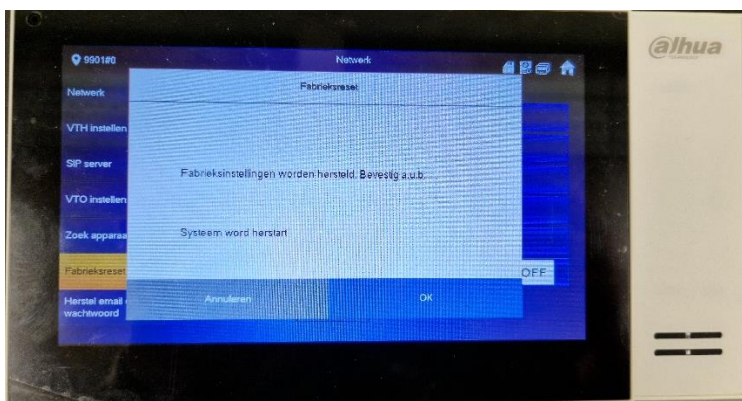 9901#0
Netwerk
alhua
Netwerk
VTH instellen
SIP server
VTO instellen
Zoek apparaa
Fabrieksreset
Herstel email
wachtwoord
Fabrieksreset
Fabrieksinstellingen worden hersteld. Bevestig a.u.b.
Systeem word herstart
OFF
Annuleren
OK